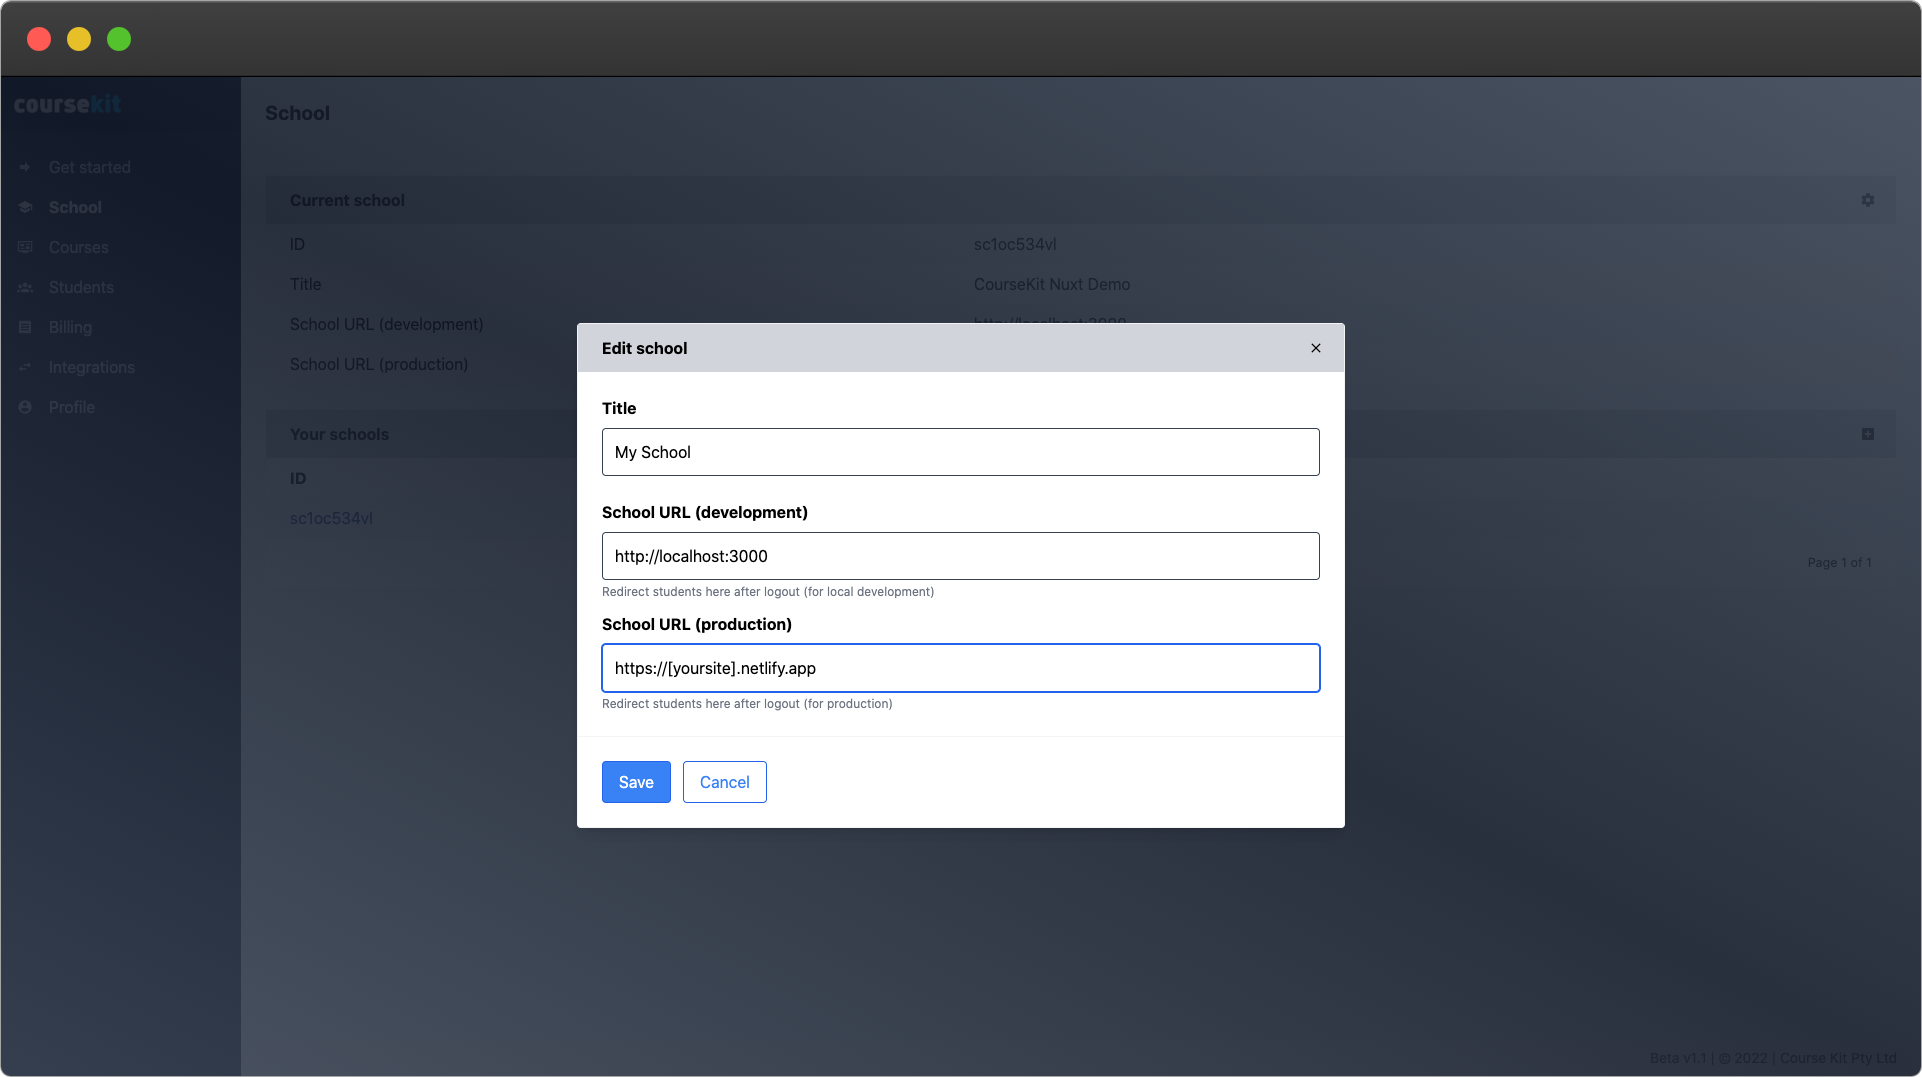 coursekit
School
Get started
School
Courses
Students
Billing
Integrations
Profile
Current school
ID
sc1oc534vl
Title
CourseKit Nuxt Demo
School URL (development)
http://localhost:3000
School URL (production)
Your schools
ID
sc1oc534vl
Page 1 of 1
Edit school
Title
My School
School URL (development)
http://localhost:3000
Redirect students here after logout (for local development)
School URL (production)
https://[yoursite].netlify.app
Redirect students here after logout (for production)
Save
Cancel
Beta v1.1 | © 2022 | Course Kit Pty Ltd